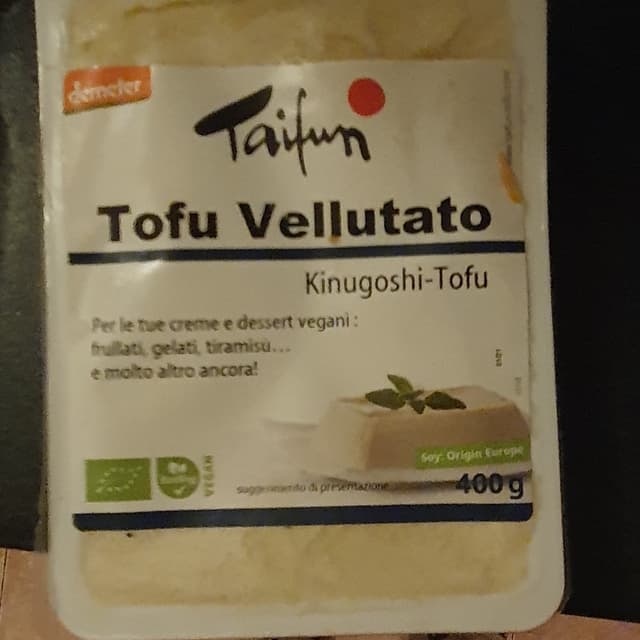 demeter
Taifun
Tofu Vellutato
Kinugoshi-Tofu
Per le tue creme e dessert vegani :
frullati, gelati, tiramisù...
e molto altro ancora!
Soy: Origin Europe
VEGAN
suggerimento di presentazione
400 g